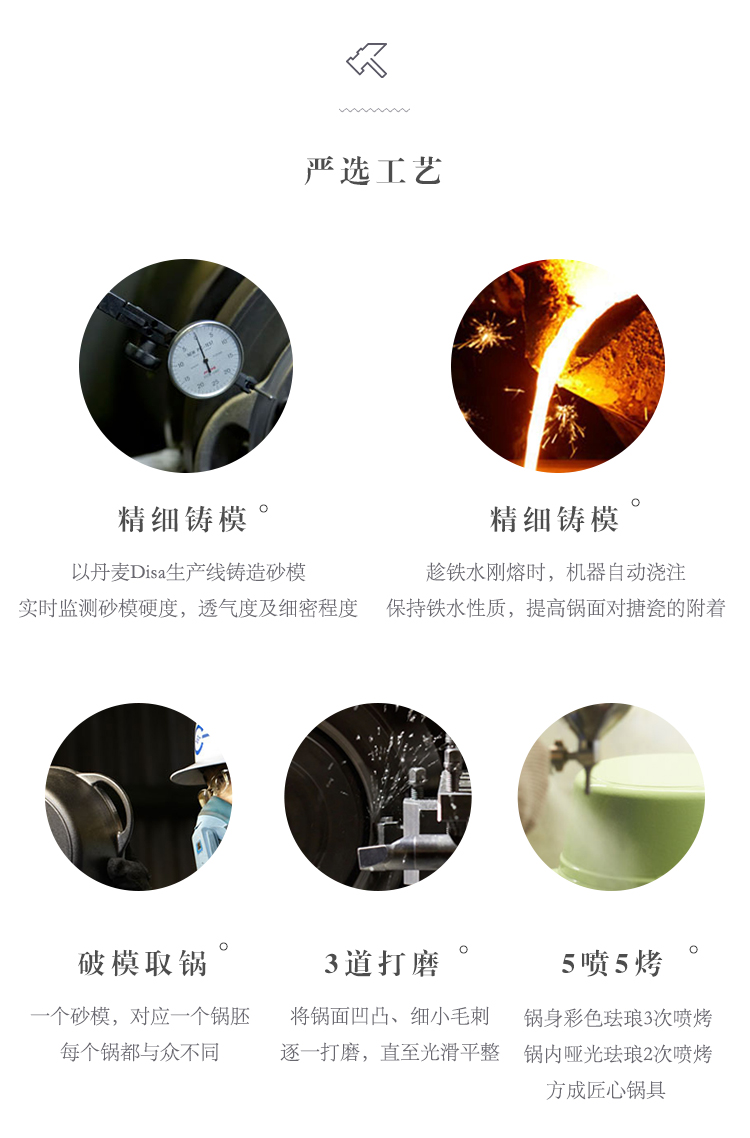 严选工艺
精细铸模
以丹麦Disa生产线铸造砂模
实时监测砂模硬度，透气度及细密程度
精细铸模
趁铁水刚熔时，机器自动浇注
保持铁水性质，提高锅面对搪瓷的附着
破模取锅
一个砂模，对应一个锅胚
每个锅都与众不同
3道打磨
将锅面凹凸、细小毛刺
逐一打磨，直至光滑平整
5喷5烤
锅身彩色珐琅3次喷烤
锅内哑光珐琅2次喷烤
方成匠心锅具